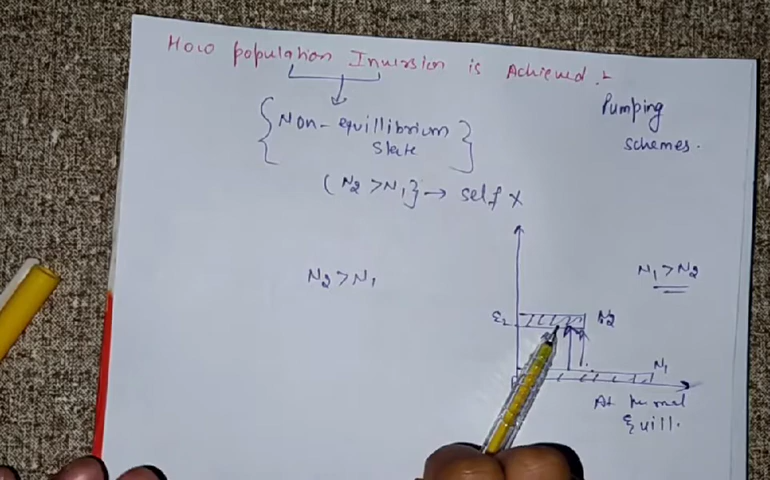 How population Inversion is Achieved :-
Pumping
schemes.
{ Non-equillibrium
State }
(N2 > N1} → self x
N2 > N1
N1 > N2
E2
N2
N1
At
Equill.